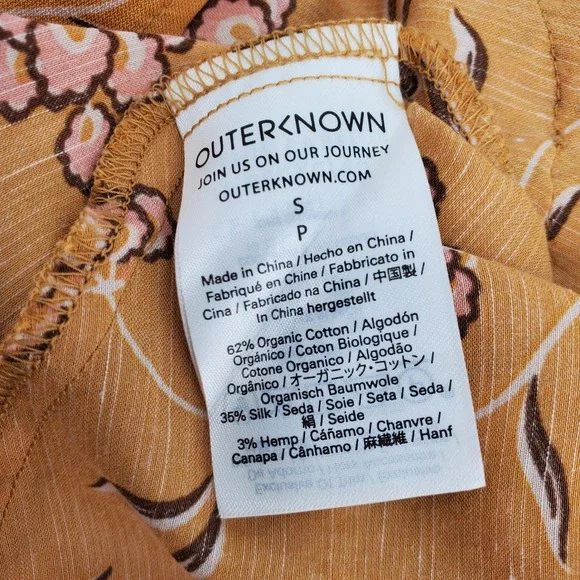 OUTERKNOWN
JOIN US ON OUR JOURNEY
OUTERKNOWN.COM
S
P
Made in China / Hecho en China /
Fabriqué en Chine / Fabbricato in
Cina / Fabricado na China / 中国製 /
In China hergestellt
62% Organic Cotton / Algodón
Orgánico / Coton Biologique /
Cotone Organico / Algodão
Orgânico / オーガニック・コットン /
Organisch Baumwole
35% Silk / Seda / Soie / Seta / Seda /
絹 / Seide
3% Hemp / Cáñamo / Chanvre /
Canapa / Cânhamo / 麻繊維 / Hanf